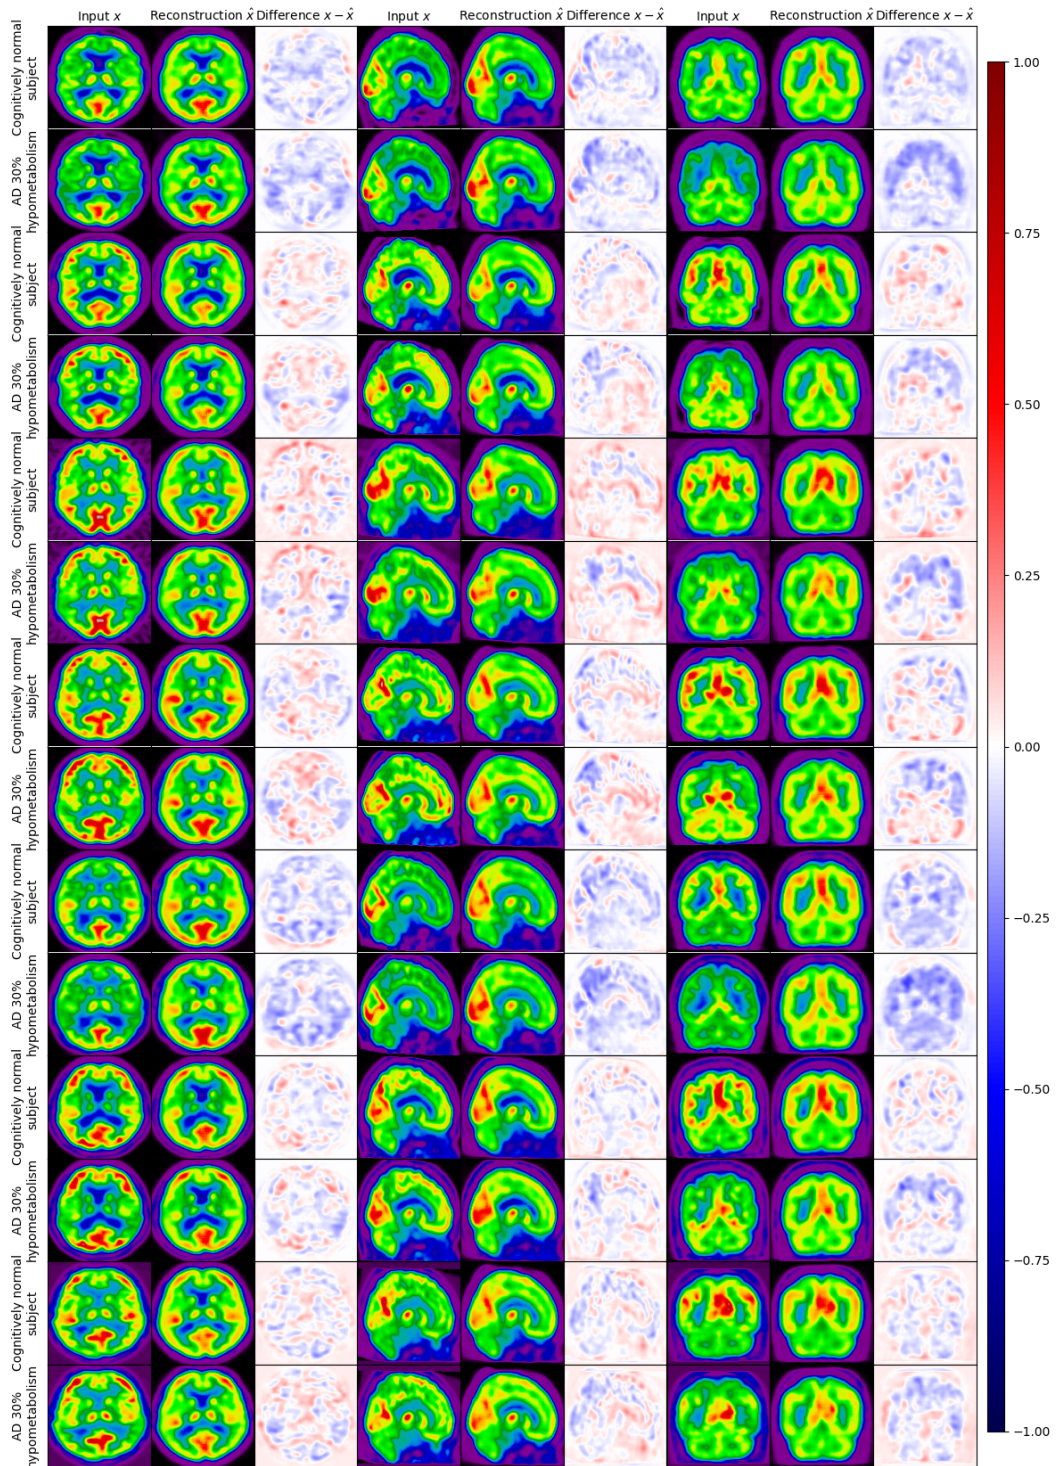 Input x Reconstruction x̂ Difference x − x̂ Input x Reconstruction x̂ Difference x − x̂ Input x Reconstruction x̂ Difference x − x̂
Cognitively normal
subject
AD 30%
hypometabolism
Cognitively normal
subject
AD 30%
hypometabolism
Cognitively normal
subject
AD 30%
hypometabolism
Cognitively normal
subject
AD 30%
hypometabolism
Cognitively normal
subject
AD 30%
hypometabolism
Cognitively normal
subject
AD 30%
hypometabolism
Cognitively normal
subject
AD 30%
hypometabolism
1.00
0.75
0.50
0.25
0.00
−0.25
−0.50
−0.75
−1.00